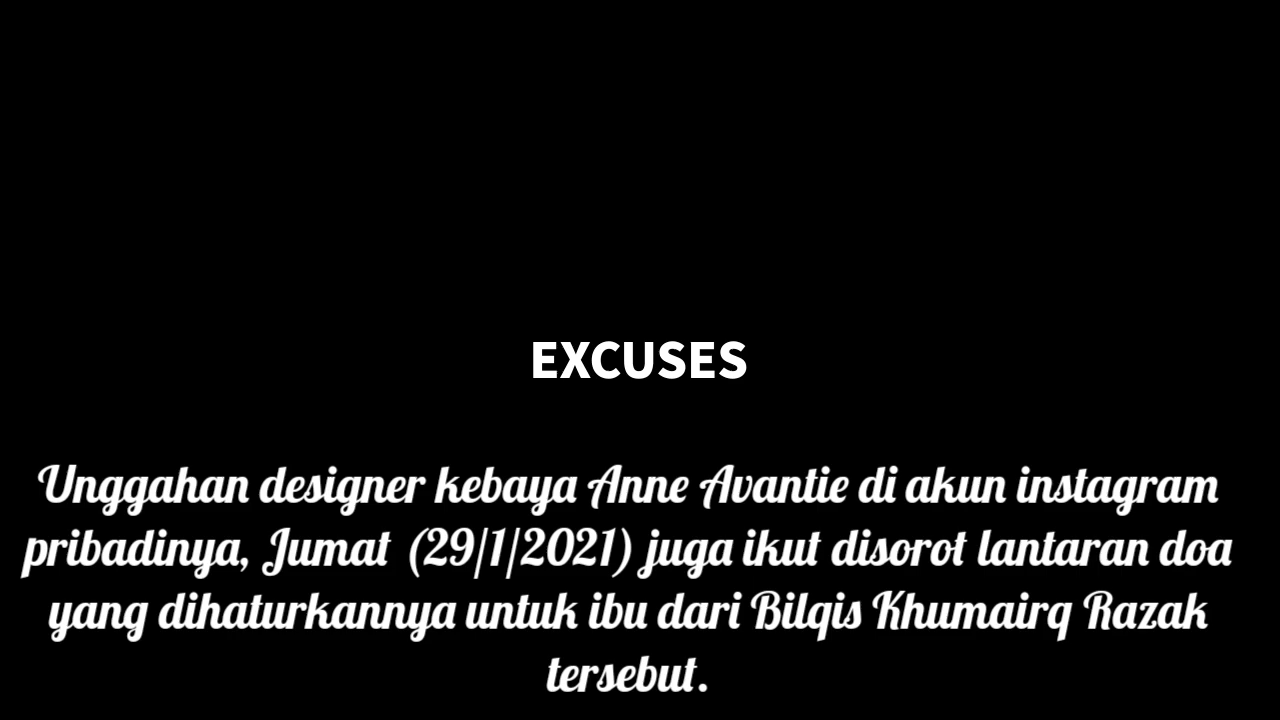 EXCUSES
Unggahan designer kebaya Anne Avantie di akun instagram
pribadinya, Jumat (29/1/2021) juga ikut disorot lantaran doa
yang dihaturkannya untuk ibu dari Bilqis Khumairq Razak
tersebut.